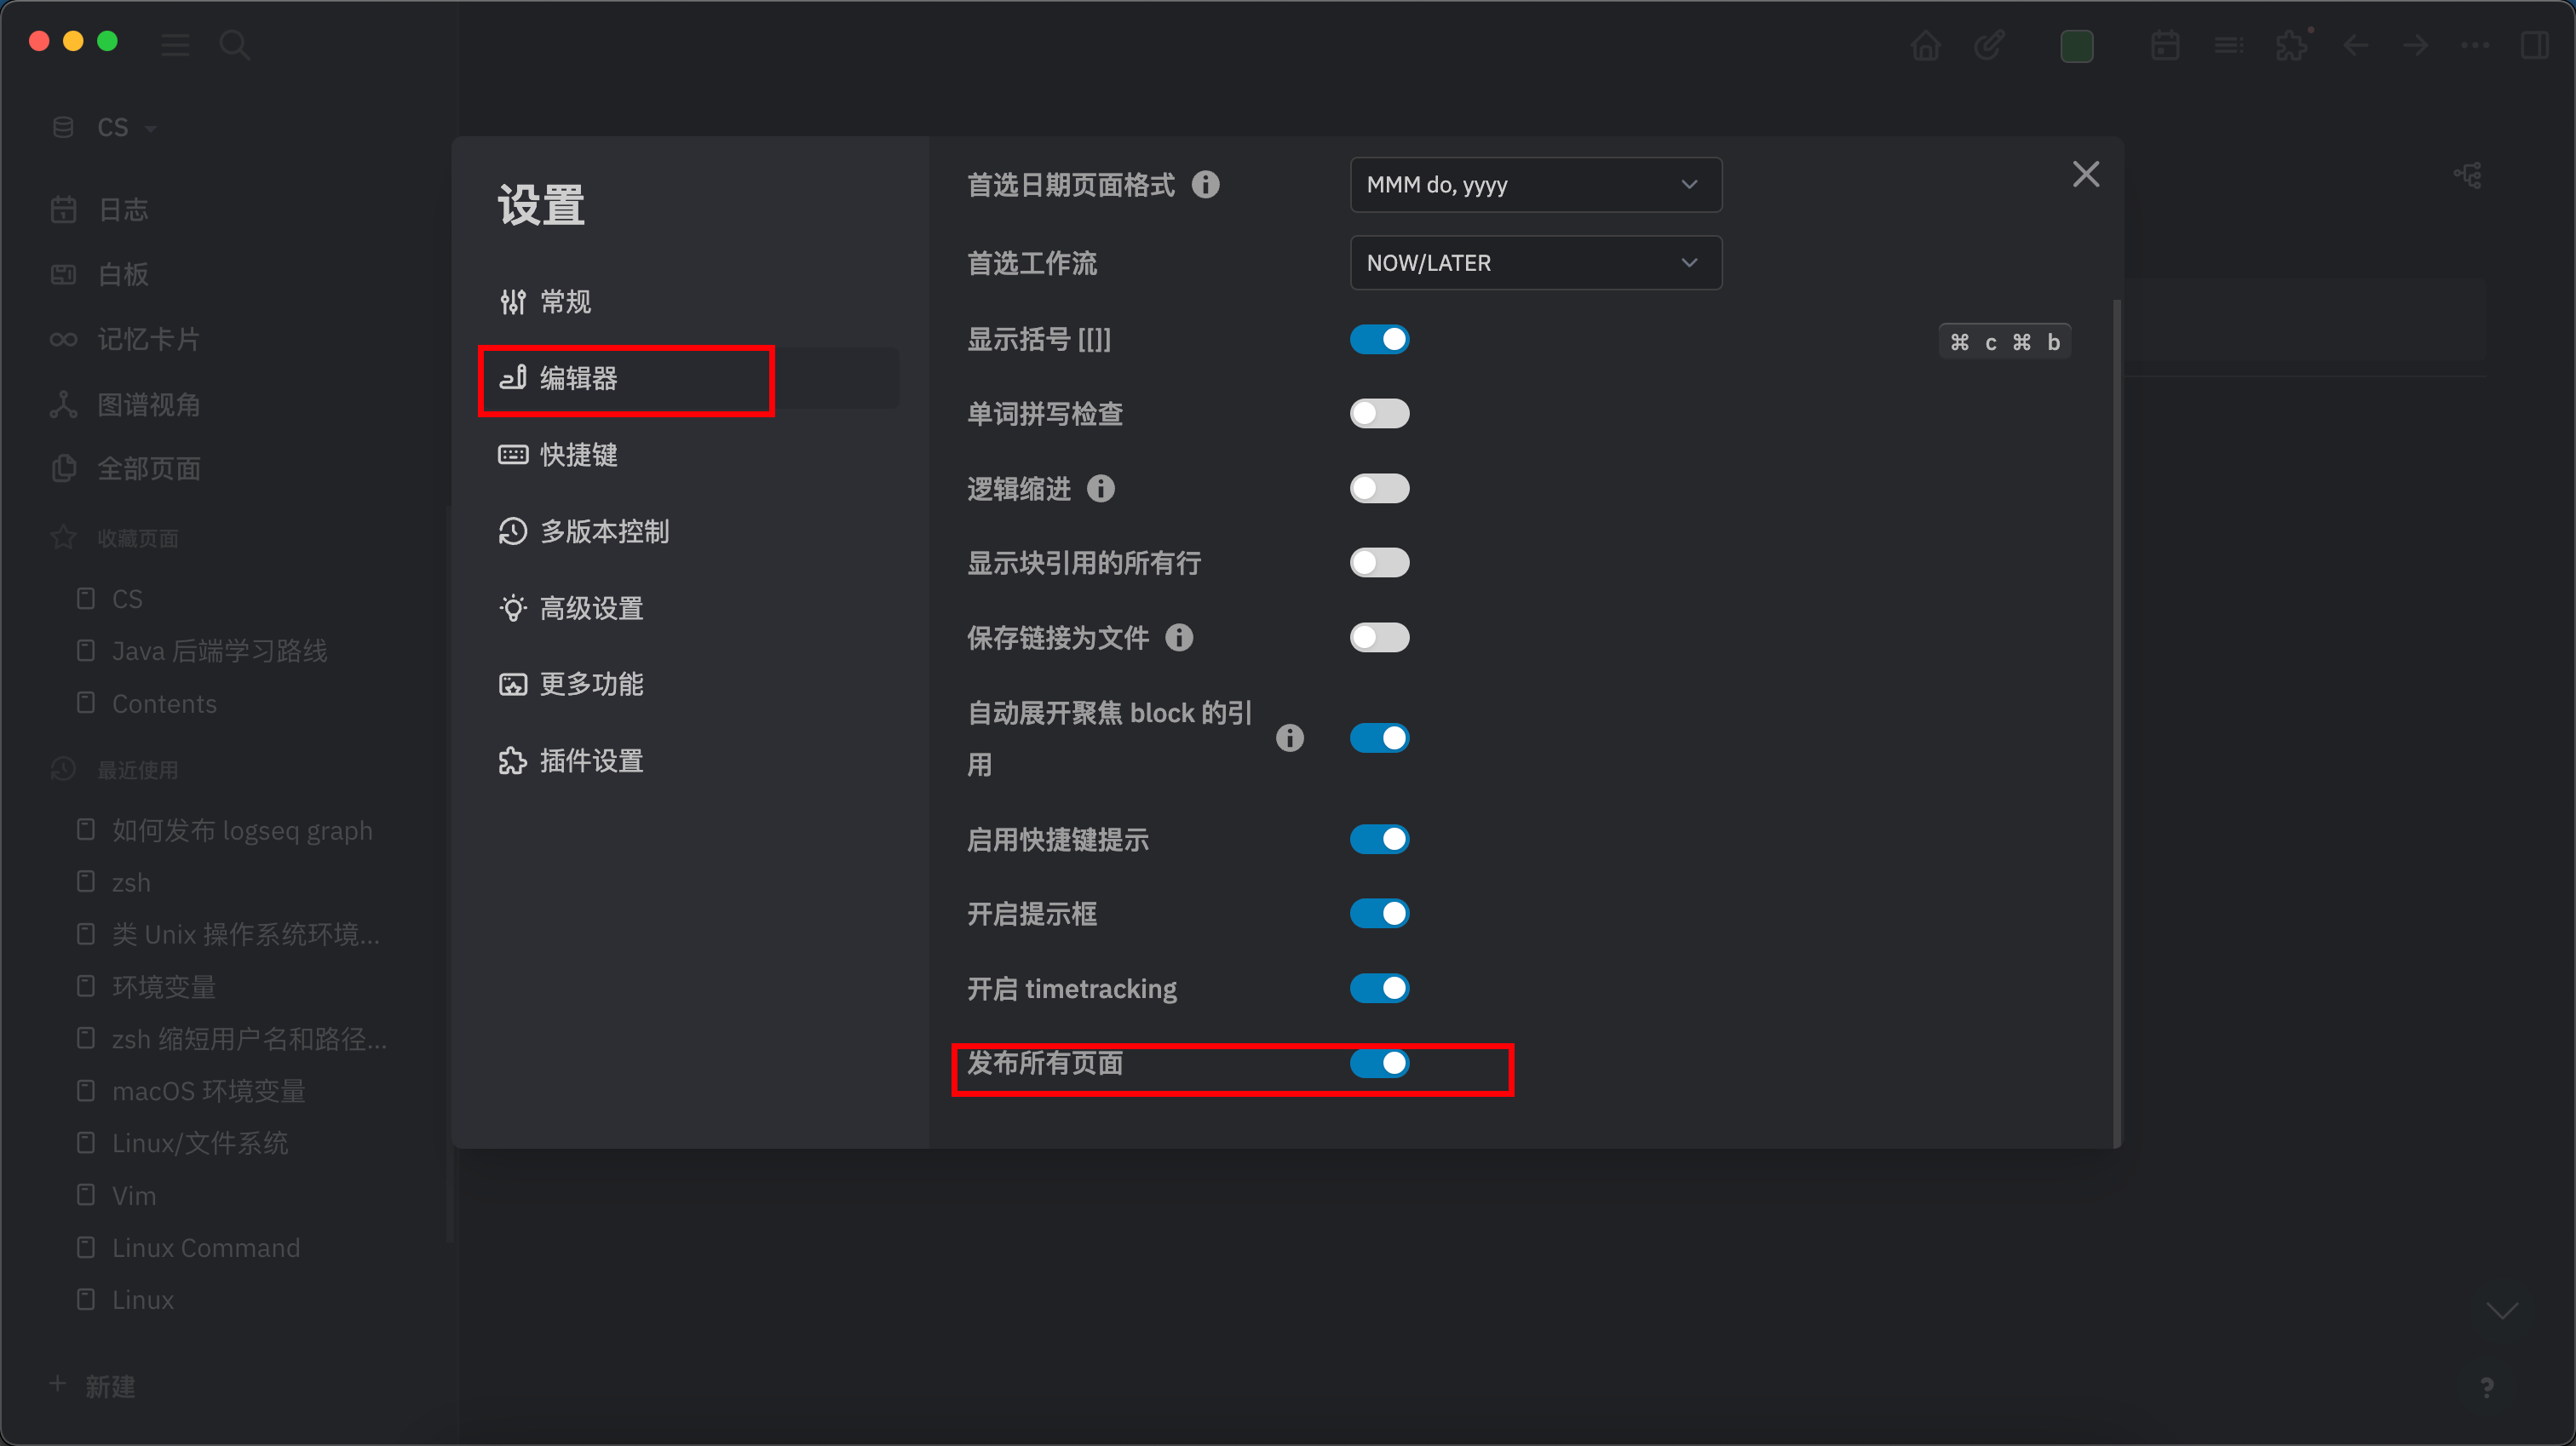 CS
日志
白板
记忆卡片
图谱视角
全部页面
收藏页面
CS
Java 后端学习路线
Contents
最近使用
如何发布 logseq graph
zsh
类 Unix 操作系统环境...
环境变量
zsh 缩短用户名和路径...
macOS 环境变量
Linux/文件系统
Vim
Linux Command
Linux
+ 新建
设置
常规
编辑器
快捷键
多版本控制
高级设置
更多功能
插件设置
首选日期页面格式
MMM do, yyyy
首选工作流
NOW/LATER
显示括号 [[]]
⌘ c ⌘ b
单词拼写检查
逻辑缩进
显示块引用的所有行
保存链接为文件
自动展开聚焦 block 的引
用
启用快捷键提示
开启提示框
开启 timetracking
发布所有页面
?